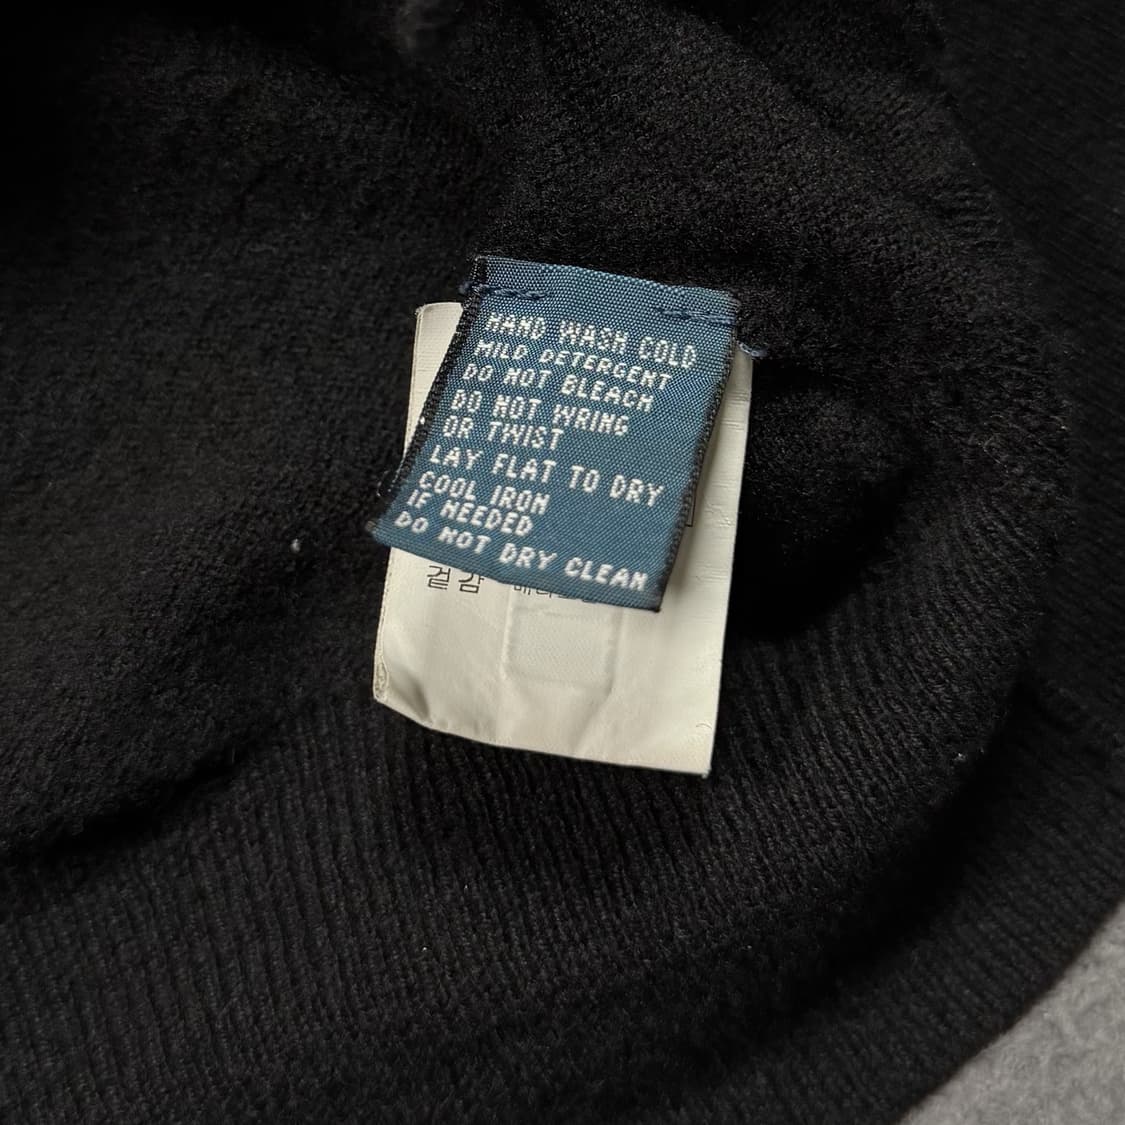 HAND WASH COLD
MILD DETERGENT
DO NOT BLEACH
DO NOT WRING
OR TWIST
LAY FLAT TO DRY
COOL IRON
IF NEEDED
DO NOT DRY CLEAN
겉감